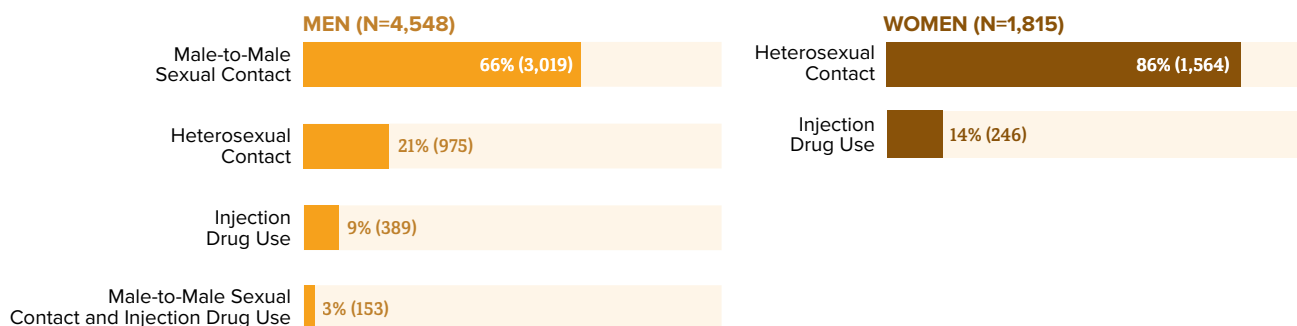 MEN (N=4,548)
Male-to-Male
Sexual Contact
66% (3,019)
Heterosexual
Contact
21% (975)
Injection
Drug Use
9% (389)
Male-to-Male Sexual
Contact and Injection Drug Use
3% (153)
WOMEN (N=1,815)
Heterosexual
Contact
86% (1,564)
Injection
Drug Use
14% (246)